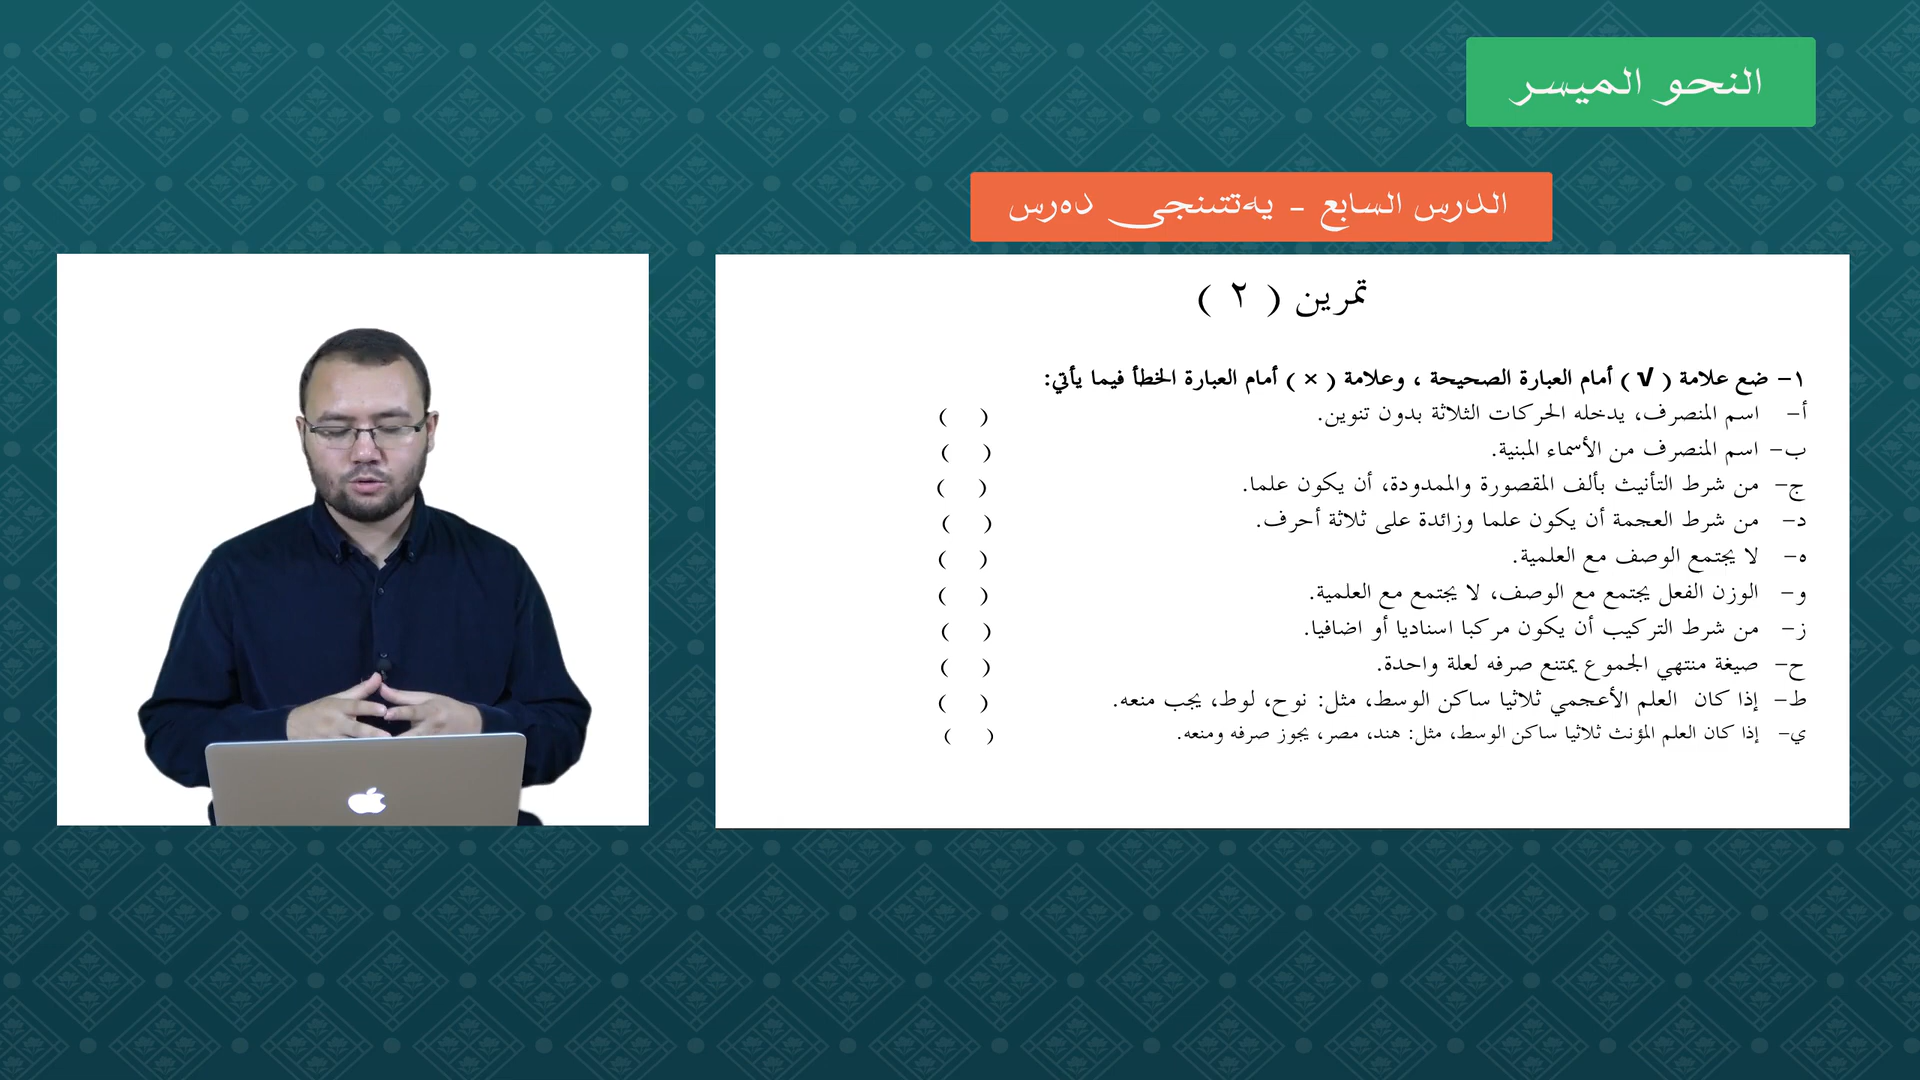 النحو الميسر
الدرس السابع - يەتتىنجى دەرس
تمرين ( ٢ )
١- ضع علامة ( √ ) أمام العبارة الصحيحة ، وعلامة ( × ) أمام العبارة الخطأ فيما يأتي:
أ- اسم المنصرف، يدخله الحركات الثلاثة بدون تنوين. ( )
ب- اسم المنصرف من الأسماء المبنية. ( )
ج- من شرط التأنيث بألف المقصورة والممدودة، أن يكون علما. ( )
د- من شرط العجمة أن يكون علما وزائدة على ثلاثة أحرف. ( )
ه- لا يجتمع الوصف مع العلمية. ( )
و- الوزن الفعل يجتمع مع الوصف، لا يجتمع مع العلمية. ( )
ز- من شرط التركيب أن يكون مركبا اسناديا أو اضافيا. ( )
ح- صيغة منتهي الجموع يمتنع صرفه لعلة واحدة. ( )
ط- إذا كان العلم الأعجمي ثلاثيا ساكن الوسط، مثل: نوح، لوط، يجب منعه. ( )
ي- إذا كان العلم المؤنث ثلاثيا ساكن الوسط، مثل: هند، مصر، يجوز صرفه ومنعه. ( )